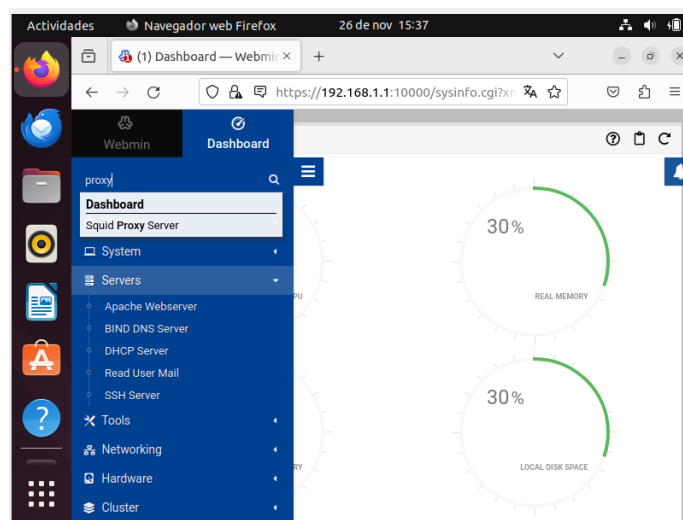 Actividades Navegador web Firefox 26 de nov 15:37
(1) Dashboard — Webmin
https://192.168.1.1:10000/sysinfo.cgi?xn
Webmin Dashboard
proxy
Dashboard
Squid Proxy Server
System
Servers
Apache Webserver
BIND DNS Server
DHCP Server
Read User Mail
SSH Server
Tools
Networking
Hardware
Cluster
30%
PU REAL MEMORY
30%
RY LOCAL DISK SPACE